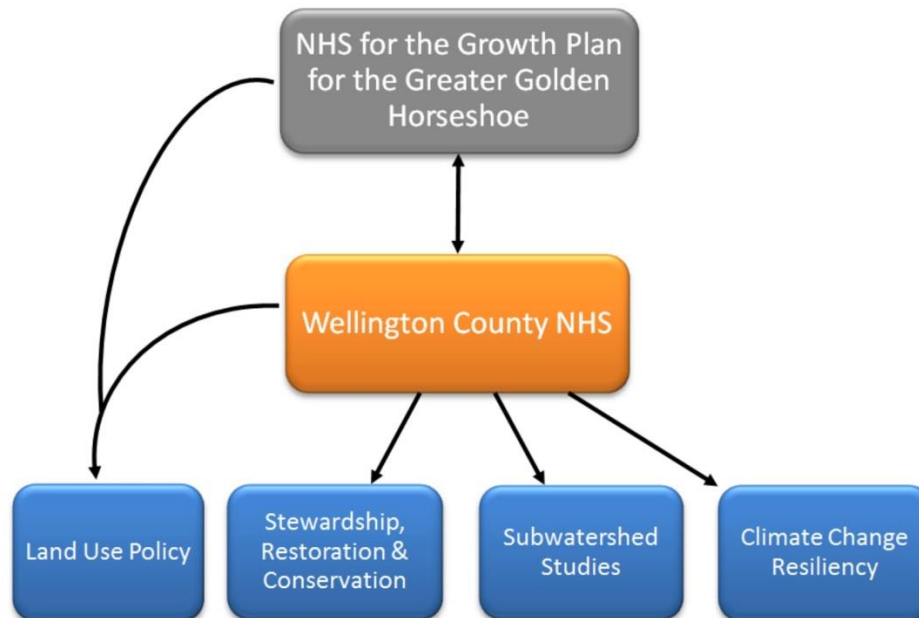 NHS for the Growth Plan
for the Greater Golden
Horseshoe
Wellington County NHS
Land Use Policy
Stewardship,
Restoration &
Conservation
Subwatershed
Studies
Climate Change
Resiliency